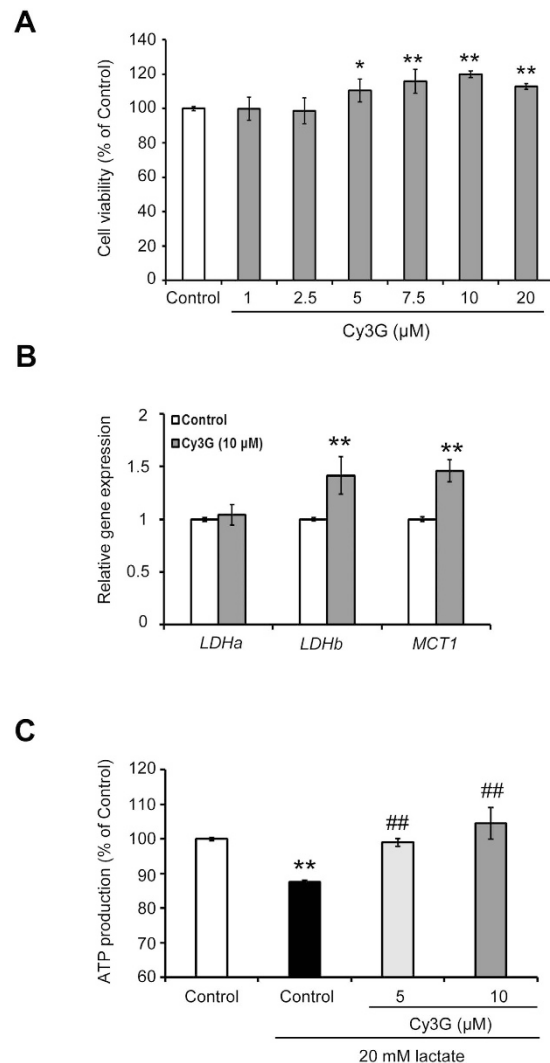 A
Cell viability (% of Control)
140
120
100
80
60
40
20
0
* ** ** **
Control 1 2.5 5 7.5 10 20
Cy3G (µM)
B
Relative gene expression
2
1.5
1
0.5
0
Control
Cy3G (10 µM)
** **
LDHa LDHb MCT1
C
ATP production (% of Control)
120
110
100
90
80
70
60
** ## ##
Control Control 5 10
Cy3G (µM)
20 mM lactate